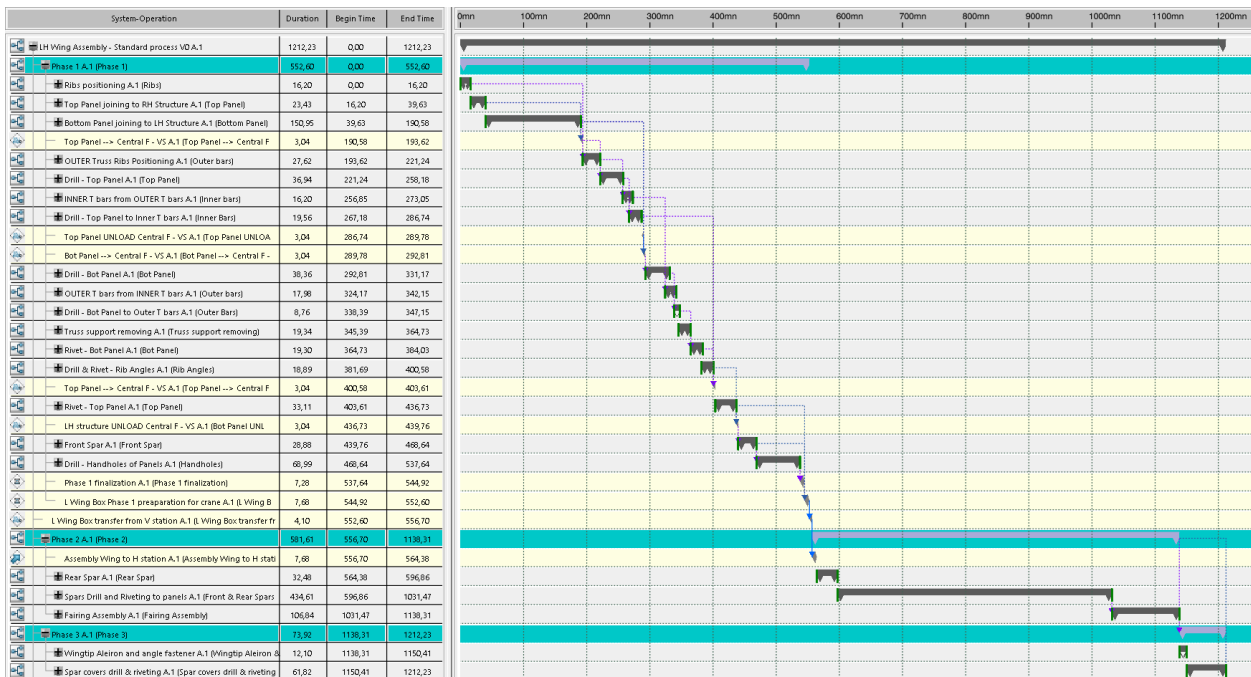 System-Operation Duration Begin Time End Time 0mn 100mn 200mn 300mn 400mn 500mn 600mn 700mn 800mn 900mn 1000mn 1100mn 1200mn
LH Wing Assembly - Standard process VD A.1 1212,23 0,00 1212,23
Phase 1 A.1 (Phase 1) 552,60 0,00 552,60
Ribs positioning A.1 (Ribs) 16,20 0,00 16,20
Top Panel joining to RH Structure A.1 (Top Panel) 23,43 16,20 39,63
Bottom Panel joining to LH Structure A.1 (Bottom Panel) 150,95 39,63 190,58
Top Panel --> Central F - VS A.1 (Top Panel --> Central F 3,04 190,58 193,62
OUTER Truss Ribs Positioning A.1 (Outer bars) 27,62 193,62 221,24
Drill - Top Panel A.1 (Top Panel) 36,94 221,24 258,18
INNER T bars from OUTER T bars A.1 (Inner bars) 16,20 256,85 273,05
Drill - Top Panel to Inner T bars A.1 (Inner Bars) 19,56 267,18 286,74
Top Panel UNLOAD Central F - VS A.1 (Top Panel UNLOA 3,04 286,74 289,78
Bot Panel --> Central F - VS A.1 (Bot Panel --> Central F - 3,04 289,78 292,81
Drill - Bot Panel A.1 (Bot Panel) 38,36 292,81 331,17
OUTER T bars from INNER T bars A.1 (Outer bars) 17,98 324,17 342,15
Drill - Bot Panel to Outer T bars A.1 (Outer Bars) 8,76 338,39 347,15
Truss support removing A.1 (Truss support removing) 19,34 345,39 364,73
Rivet - Bot Panel A.1 (Bot Panel) 19,30 364,73 384,03
Drill & Rivet - Rib Angles A.1 (Rib Angles) 18,89 381,69 400,58
Top Panel --> Central F - VS A.1 (Top Panel --> Central F 3,04 400,58 403,61
Rivet - Top Panel A.1 (Top Panel) 33,11 403,61 436,73
LH structure UNLOAD Central F - VS A.1 (Bot Panel UNL 3,04 436,73 439,76
Front Spar A.1 (Front Spar) 28,88 439,76 468,64
Drill - Handholes of Panels A.1 (Handholes) 68,99 468,64 537,64
Phase 1 finalization A.1 (Phase 1 finalization) 7,28 537,64 544,92
L Wing Box Phase 1 preaparation for crane A.1 (L Wing B 7,68 544,92 552,60
L Wing Box transfer from V station A.1 (L Wing Box transfer fr 4,10 552,60 556,70
Phase 2 A.1 (Phase 2) 581,61 556,70 1138,31
Assembly Wing to H station A.1 (Assembly Wing to H stati 7,68 556,70 564,38
Rear Spar A.1 (Rear Spar) 32,48 564,38 596,86
Spars Drill and Riveting to panels A.1 (Front & Rear Spars 434,61 596,86 1031,47
Fairing Assembly A.1 (Fairing Assembly) 106,84 1031,47 1138,31
Phase 3 A.1 (Phase 3) 73,92 1138,31 1212,23
Wingtip Aleiron and angle fastener A.1 (Wingtip Aleiron & 12,10 1138,31 1150,41
Spar covers drill & riveting A.1 (Spar covers drill & riveting 61,82 1150,41 1212,23